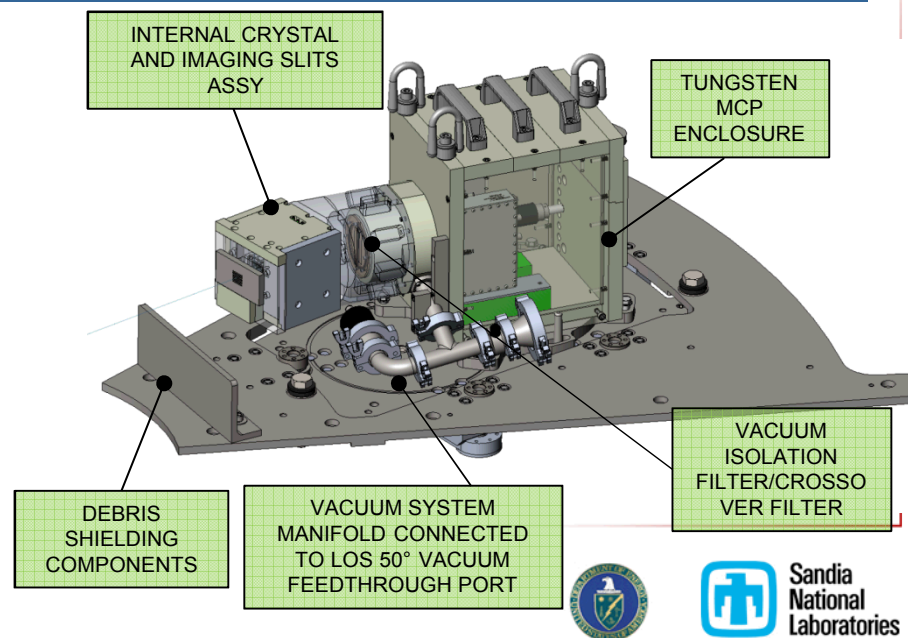 INTERNAL CRYSTAL
AND IMAGING SLITS
ASSY
TUNGSTEN
MCP
ENCLOSURE
DEBRIS
SHIELDING
COMPONENTS
VACUUM SYSTEM
MANIFOLD CONNECTED
TO LOS 50° VACUUM
FEEDTHROUGH PORT
VACUUM
ISOLATION
FILTER/CROSSO
VER FILTER
Sandia
National
Laboratories